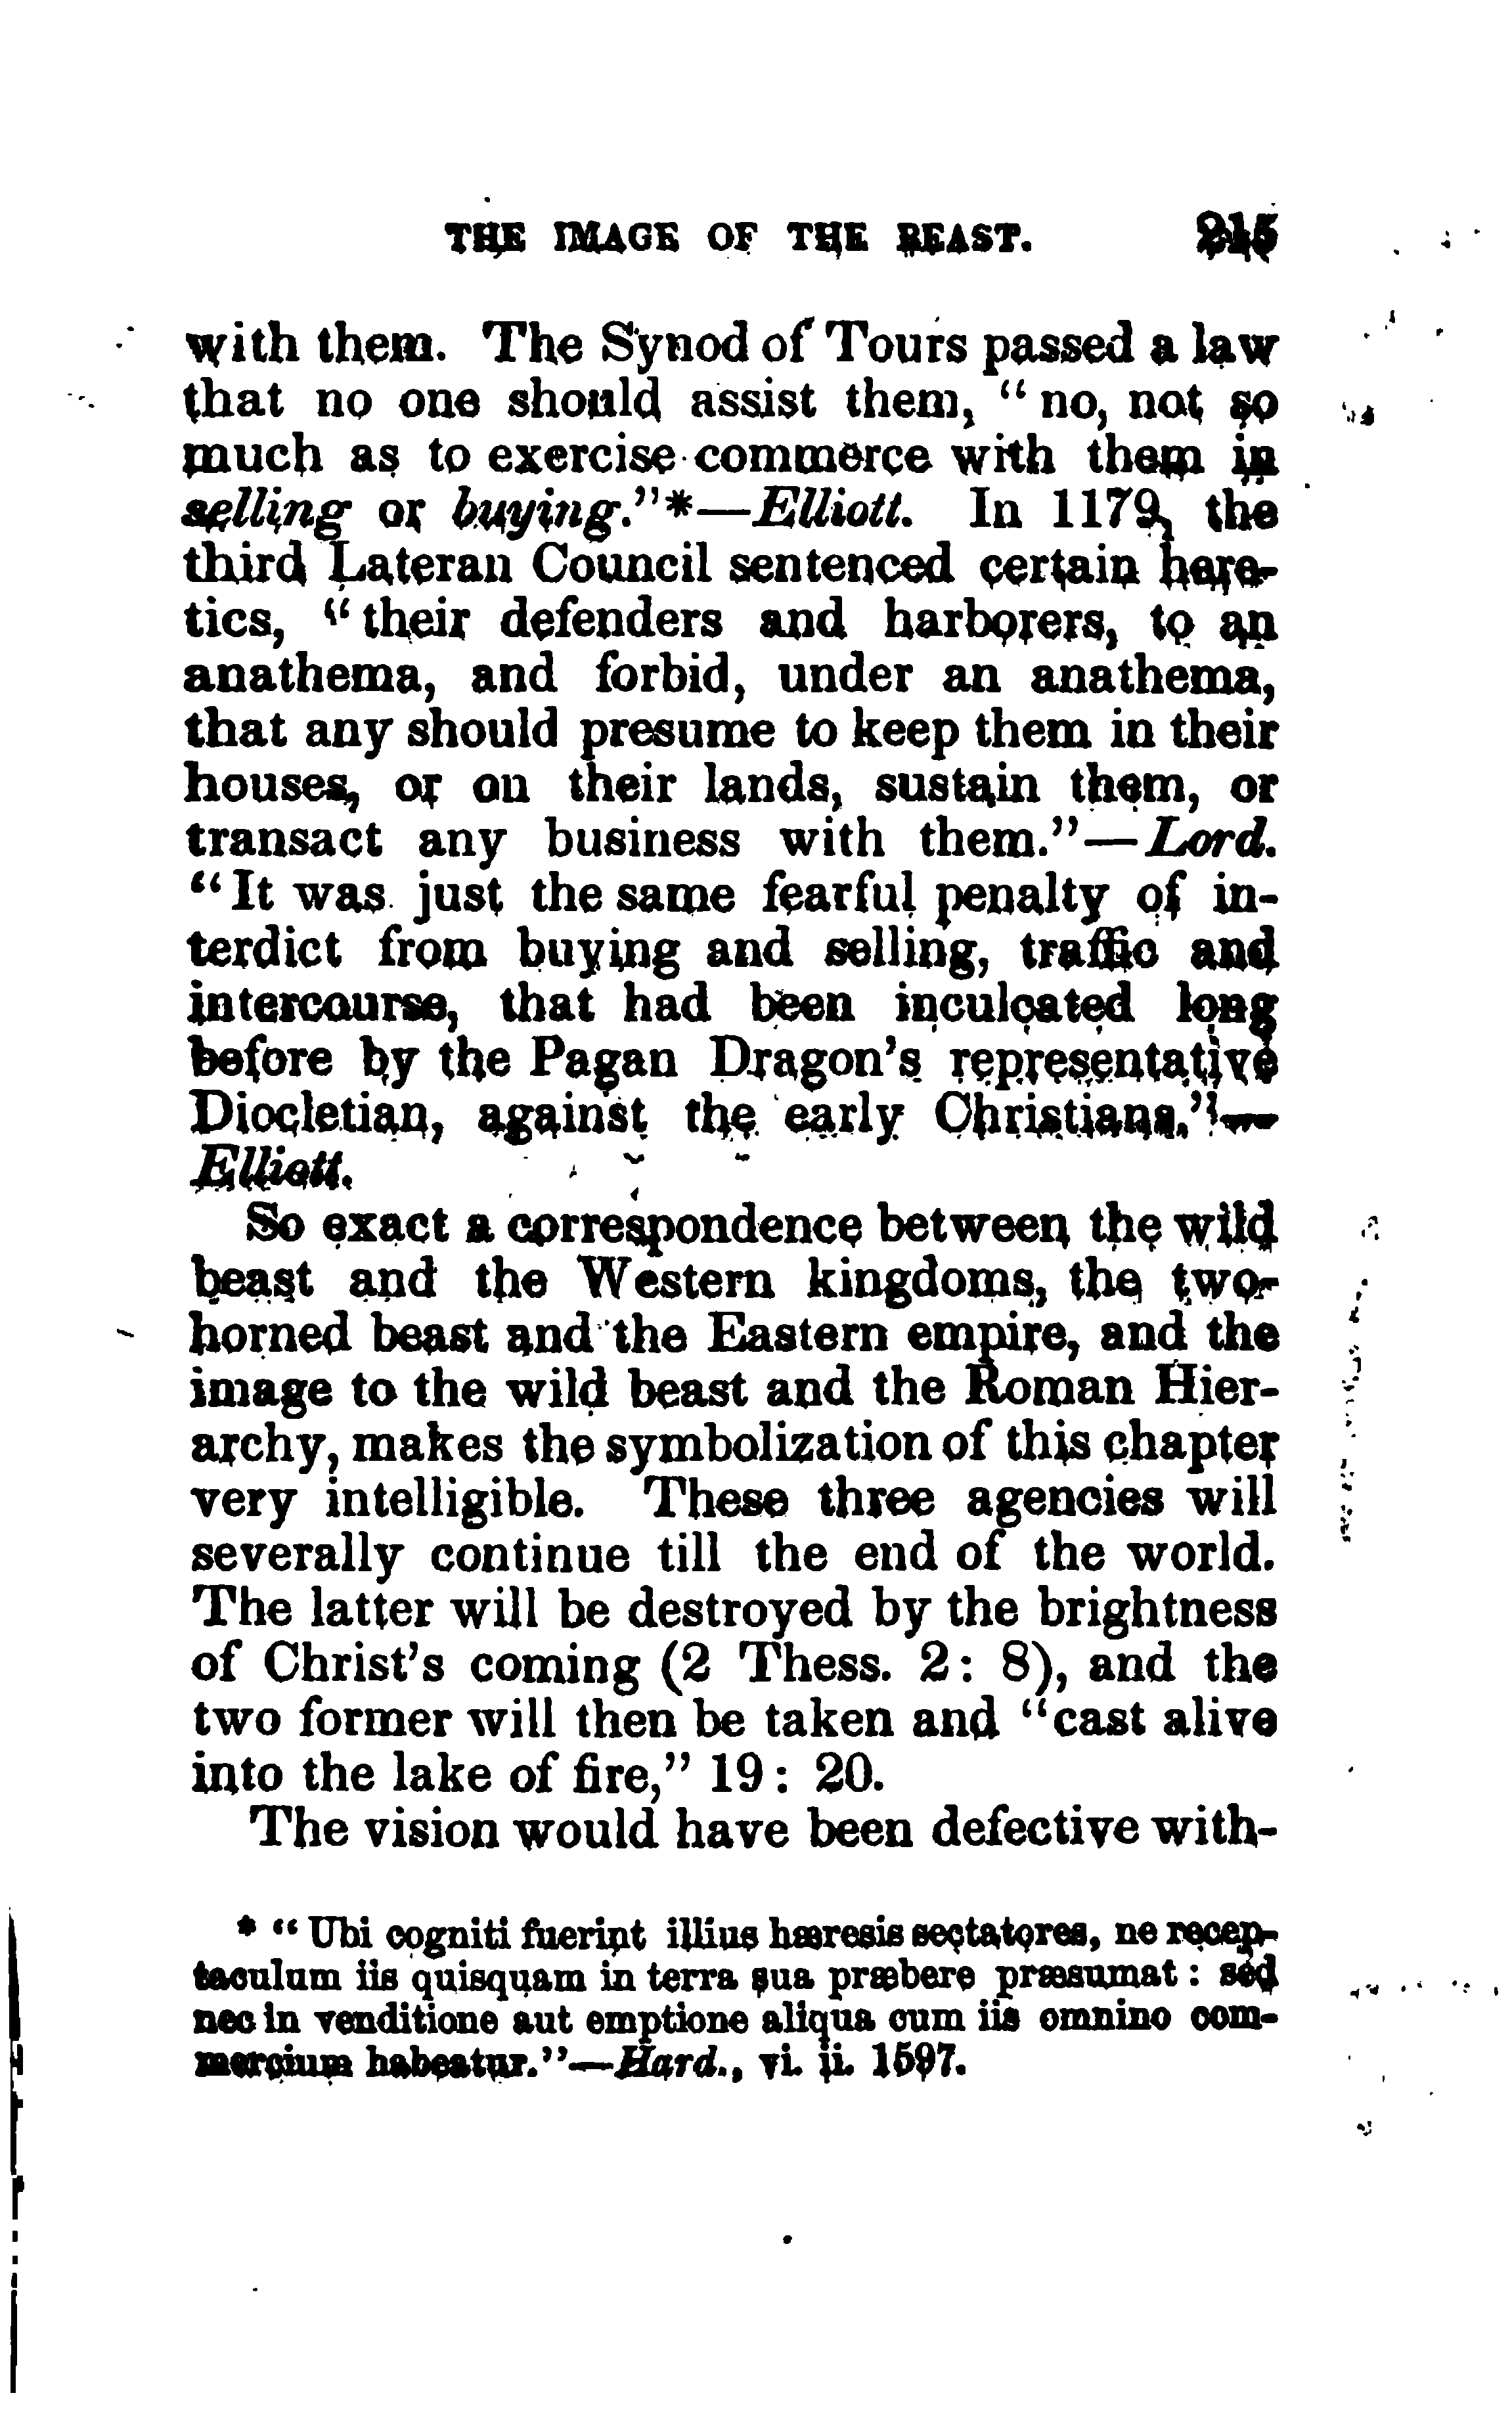 THE IMAGE OF THE BEAST. 215
with them. The Synod of Tours passed a law
that no one should assist them, "no, not so
much as to exercise commerce with them in
selling or buying."*—Elliott. In 1179, the
third Lateran Council sentenced certain here-
tics, "their defenders and harborers, to an
anathema, and forbid, under an anathema,
that any should presume to keep them in their
houses, or on their lands, sustain them, or
transact any business with them."—Lord.
"It was just the same fearful penalty of in-
terdict from buying and selling, traffic and
intercourse, that had been inculcated long
before by the Pagan Dragon's representative
Diocletian, against the early Christians."—
Elliott.
So exact a correspondence between the wild
beast and the Western kingdoms, the two-
horned beast and the Eastern empire, and the
image to the wild beast and the Roman Hier-
archy, makes the symbolization of this chapter
very intelligible. These three agencies will
severally continue till the end of the world.
The latter will be destroyed by the brightness
of Christ's coming (2 Thess. 2: 8), and the
two former will then be taken and "cast alive
into the lake of fire," 19: 20.
The vision would have been defective with-
* "Ubi cogniti fuerint illius hæresis sectatores, ne recep-
taculum iis quisquam in terra sua præbere præsumat: sed
nec in venditione aut emptione aliqua cum iis omnino com-
mercium habeatur."—Hard., vi. ii. 1597.